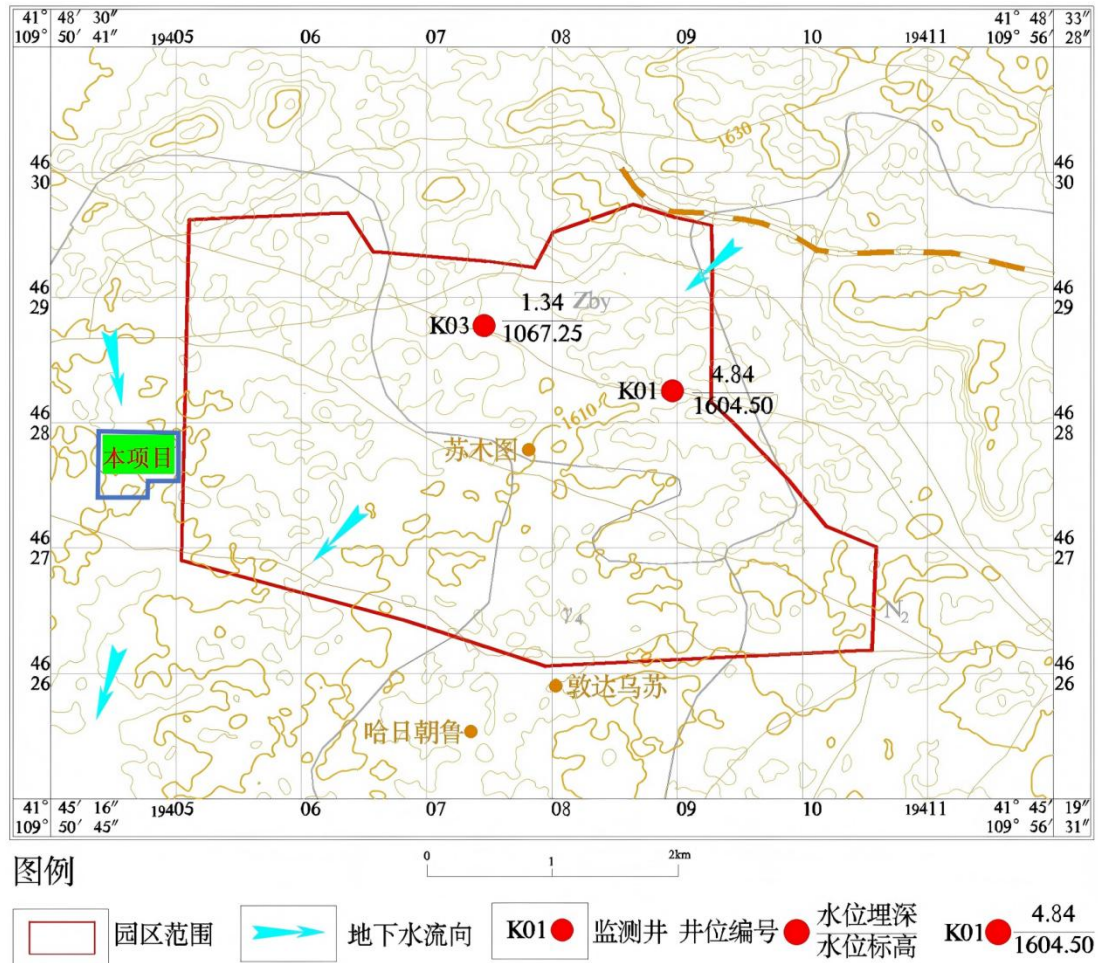 41° 48′ 30″
109° 50′ 41″
19405 06 07 08 09 10 19411
41° 48′ 33″
109° 56′ 28″
46 30
46 30
1630
46 29
46 29
1.34
K03
1067.25
Zby
4.84
K01
1604.50
46 28
46 28
1610
苏木图
本项目
46 27
46 27
γ4
N2
46 26
46 26
敦达乌苏
哈日朝鲁
41° 45′ 16″
109° 50′ 45″
19405 06 07 08 09 10 19411
41° 45′ 19″
109° 56′ 31″
图例
0 1 2km
园区范围
地下水流向
K01 监测井
井位编号 水位埋深
水位标高
K01 4.84
1604.50